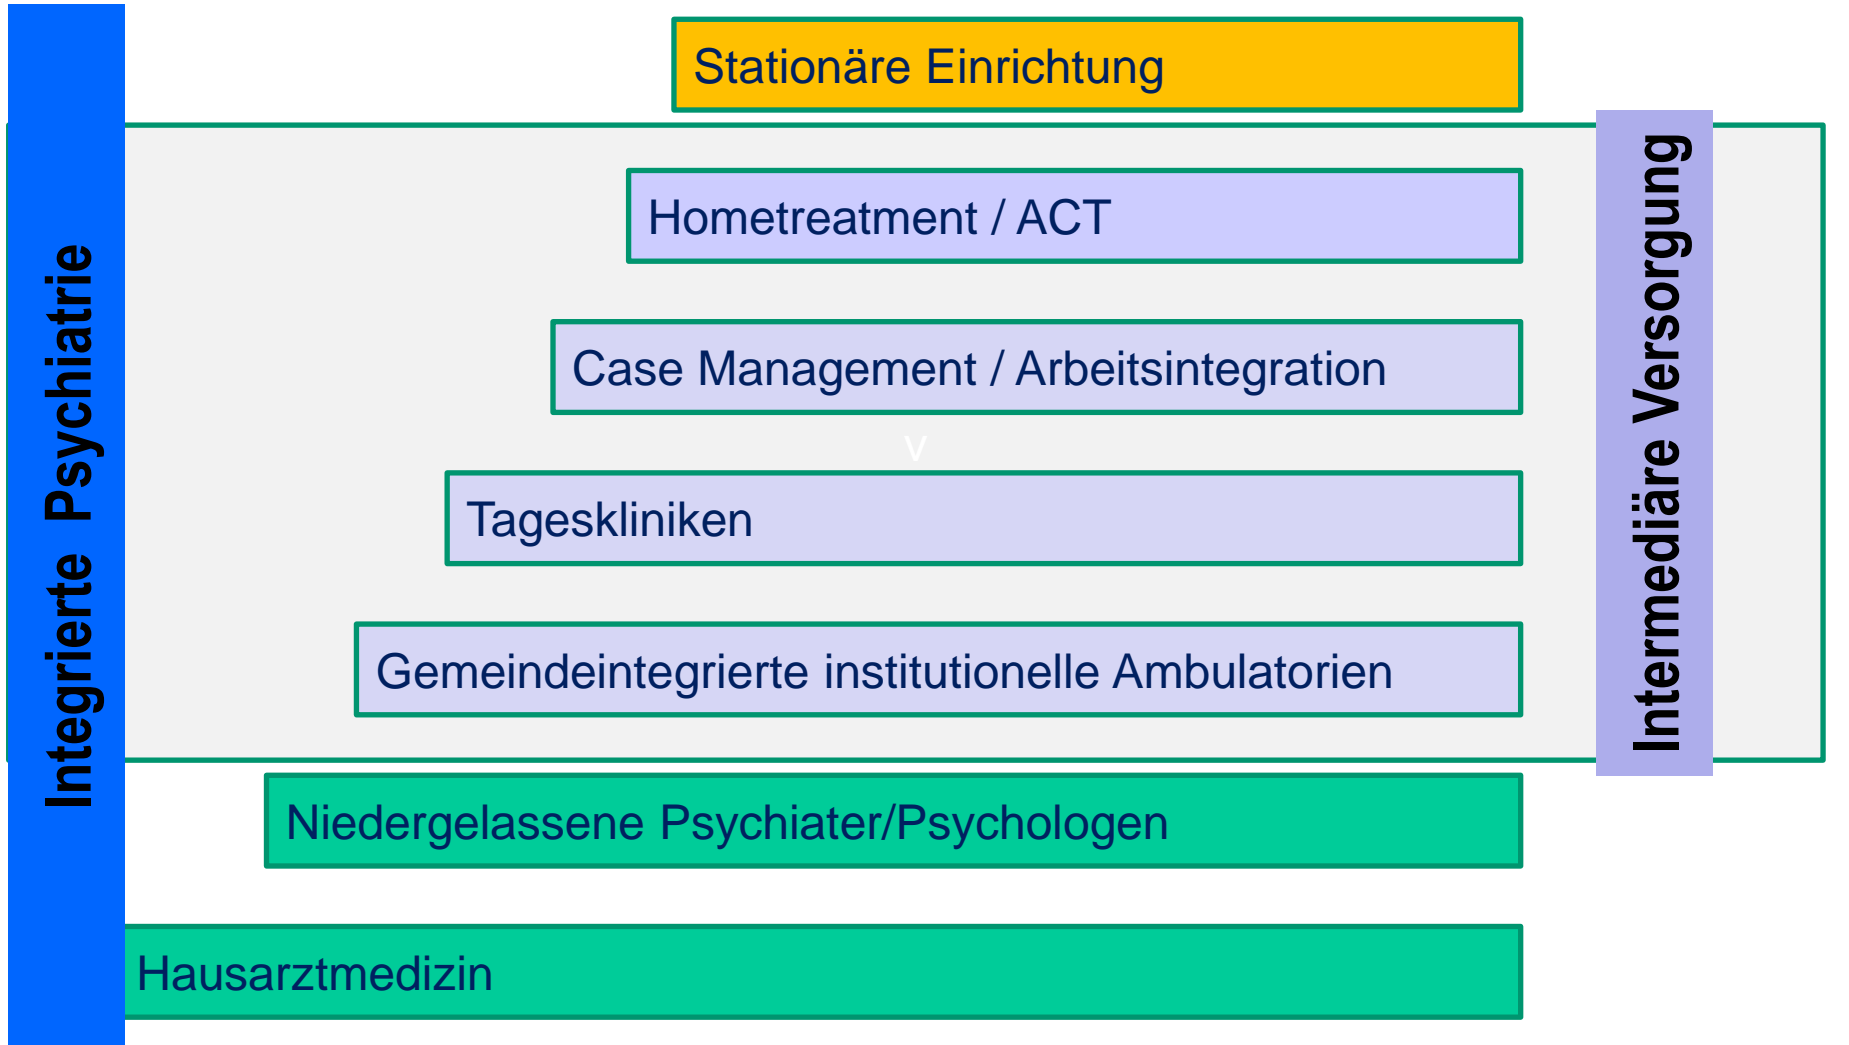 Stationäre Einrichtung
Integrierte Psychiatrie
Intermediäre Versorgung
Hometreatment / ACT
Case Management / Arbeitsintegration
v
Tageskliniken
Gemeindeintegrierte institutionelle Ambulatorien
Niedergelassene Psychiater/Psychologen
Hausarztmedizin